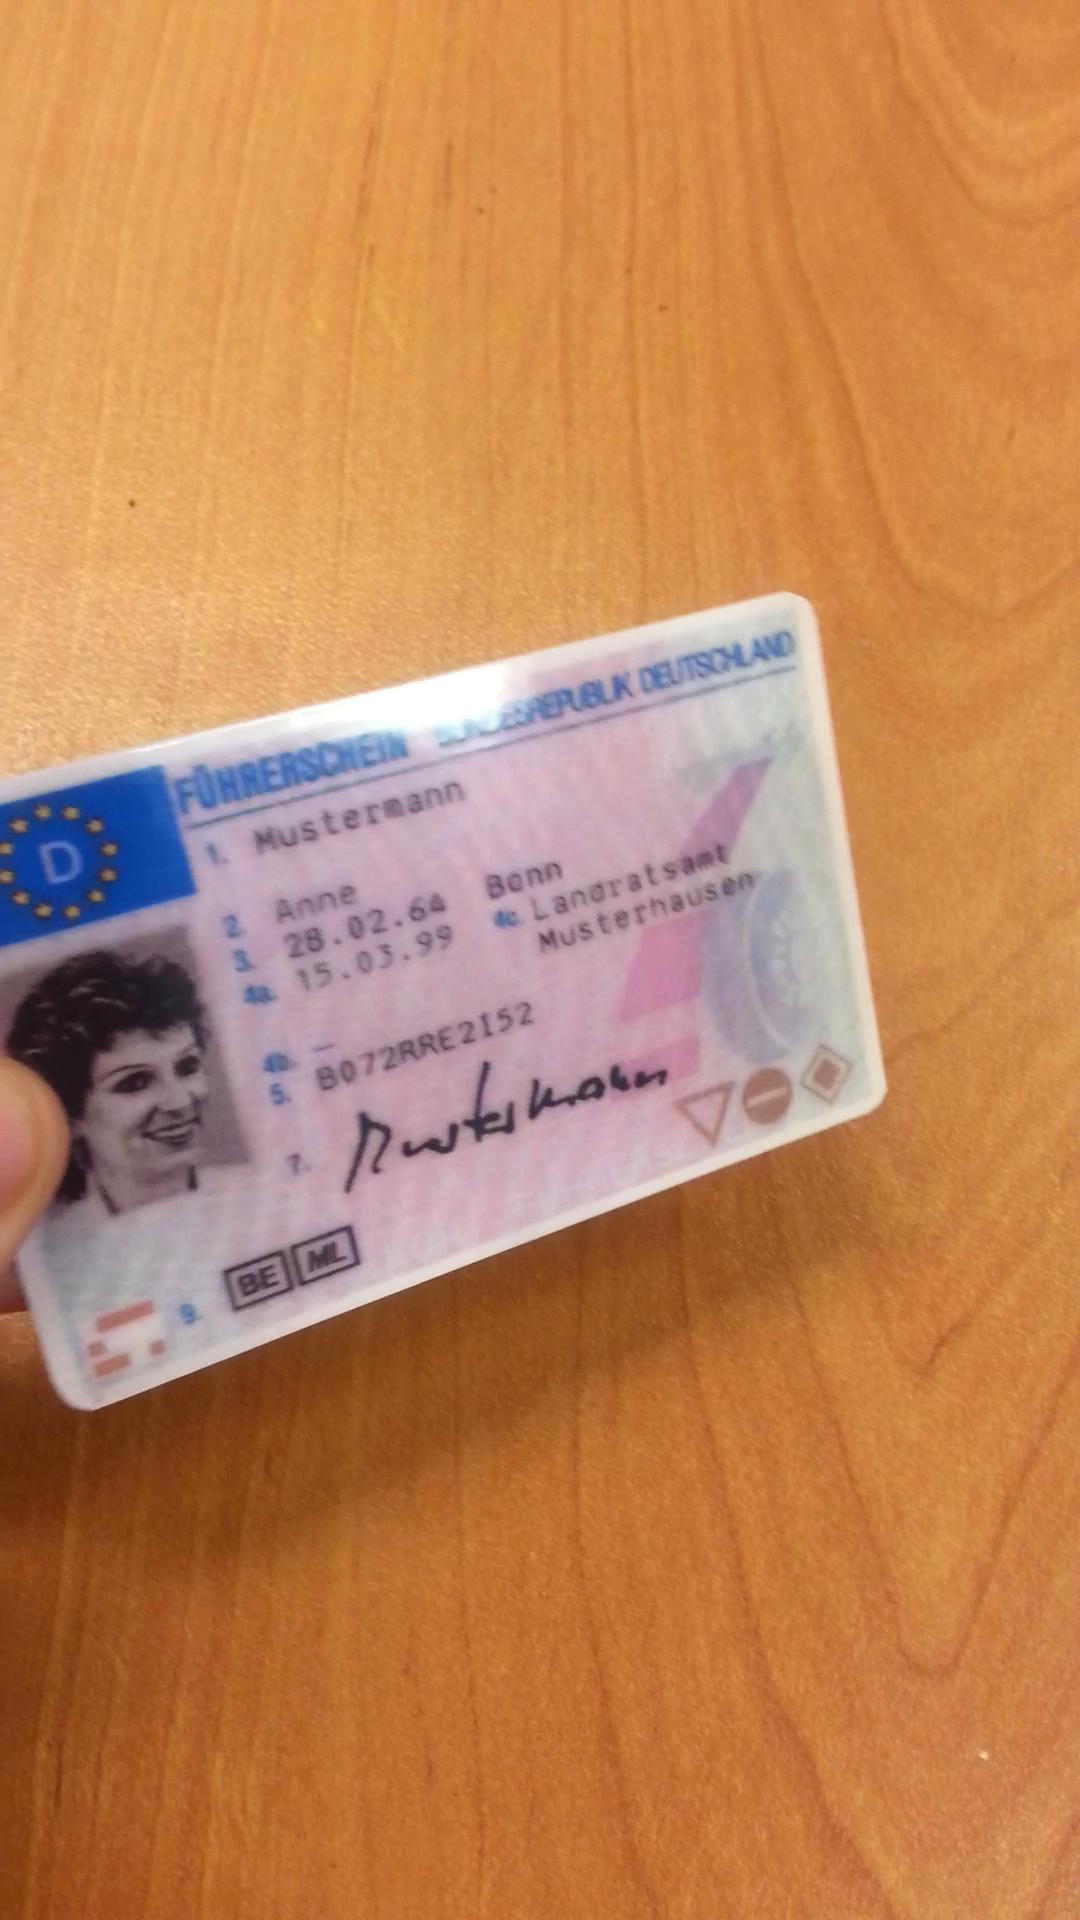 D
FÜHRERSCHEIN BUNDESREPUBLIK DEUTSCHLAND
1. Mustermann
2. Anne
3. 28.02.64 Bonn
4a. 15.03.99 4c. Landratsamt
Musterhausen
4b. –
5. B072RRE2I52
7. Mustermann
9. BE ML